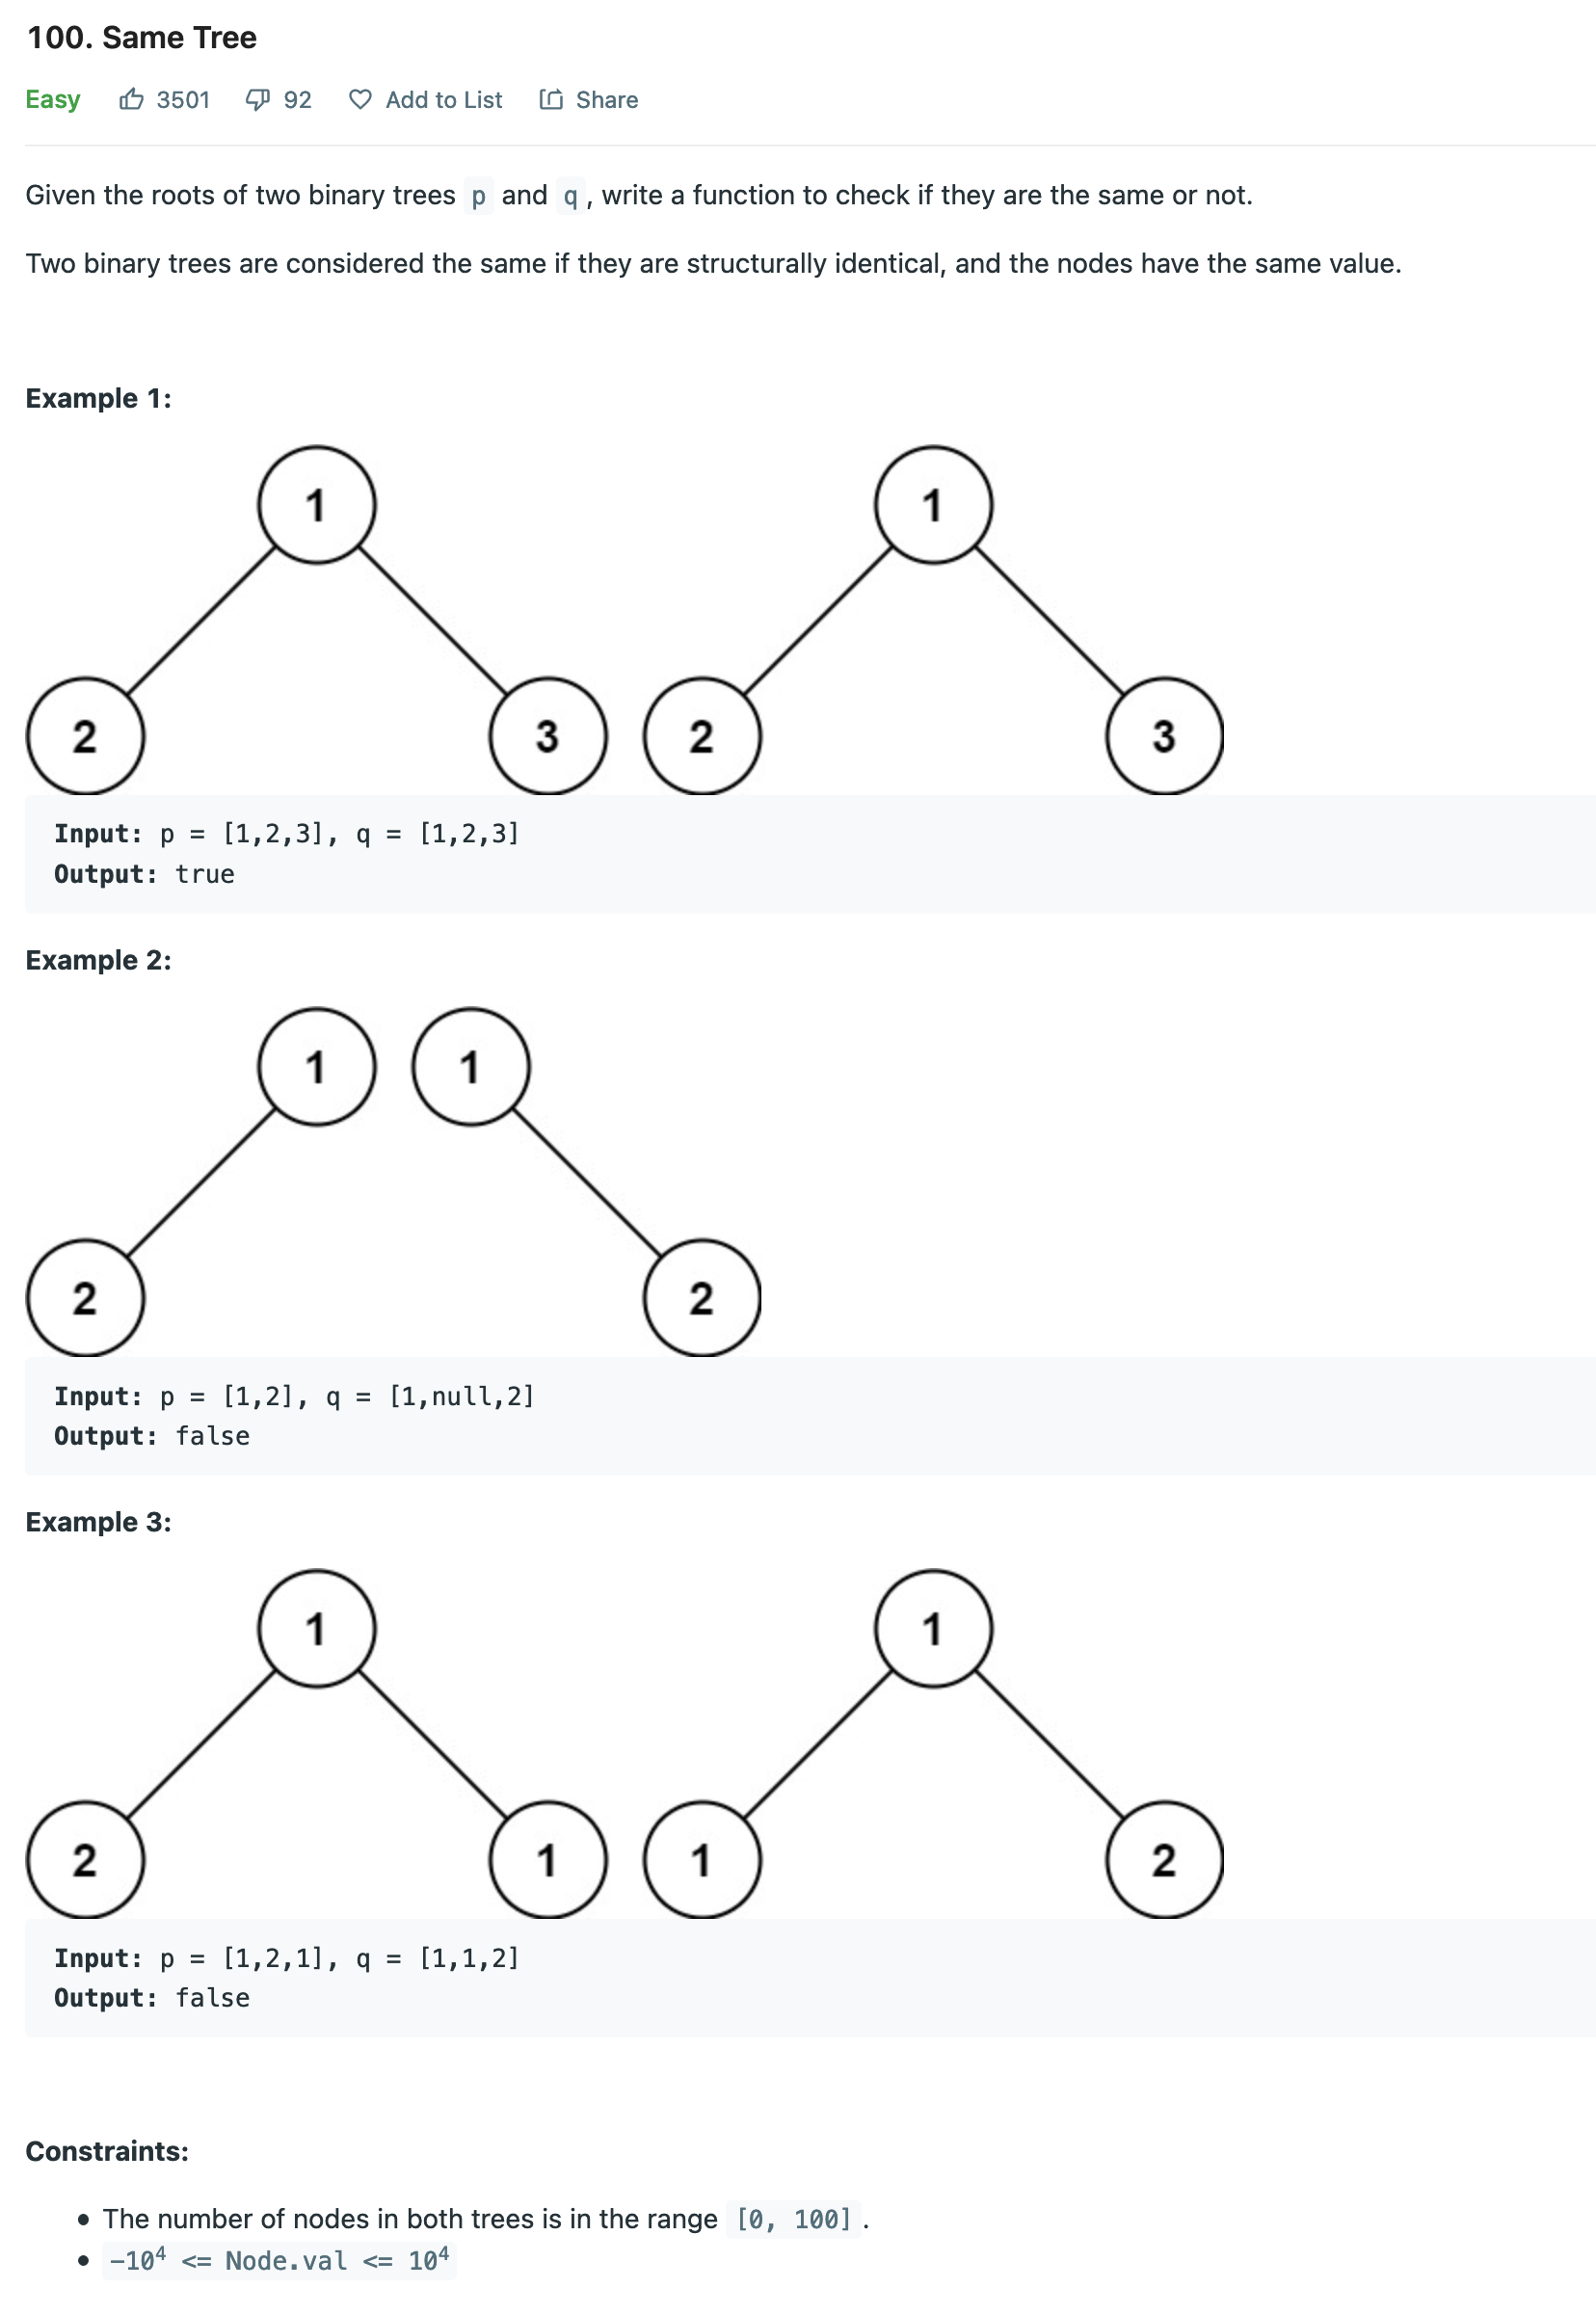 100. Same Tree
Easy 3501 92 Add to List Share
Given the roots of two binary trees p and q, write a function to check if they are the same or not.
Two binary trees are considered the same if they are structurally identical, and the nodes have the same value.
Example 1:
1 1
2 3 2 3
Input: p = [1,2,3], q = [1,2,3]
Output: true
Example 2:
1 1
2 2
Input: p = [1,2], q = [1,null,2]
Output: false
Example 3:
1 1
2 1 1 2
Input: p = [1,2,1], q = [1,1,2]
Output: false
Constraints:
• The number of nodes in both trees is in the range [0, 100].
• -10⁴ <= Node.val <= 10⁴